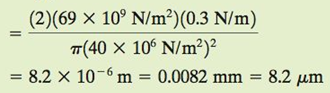 = (2)(69 × 10⁹ N/m²)(0.3 N/m)
π(40 × 10⁶ N/m²)²
= 8.2 × 10⁻⁶ m = 0.0082 mm = 8.2 μm